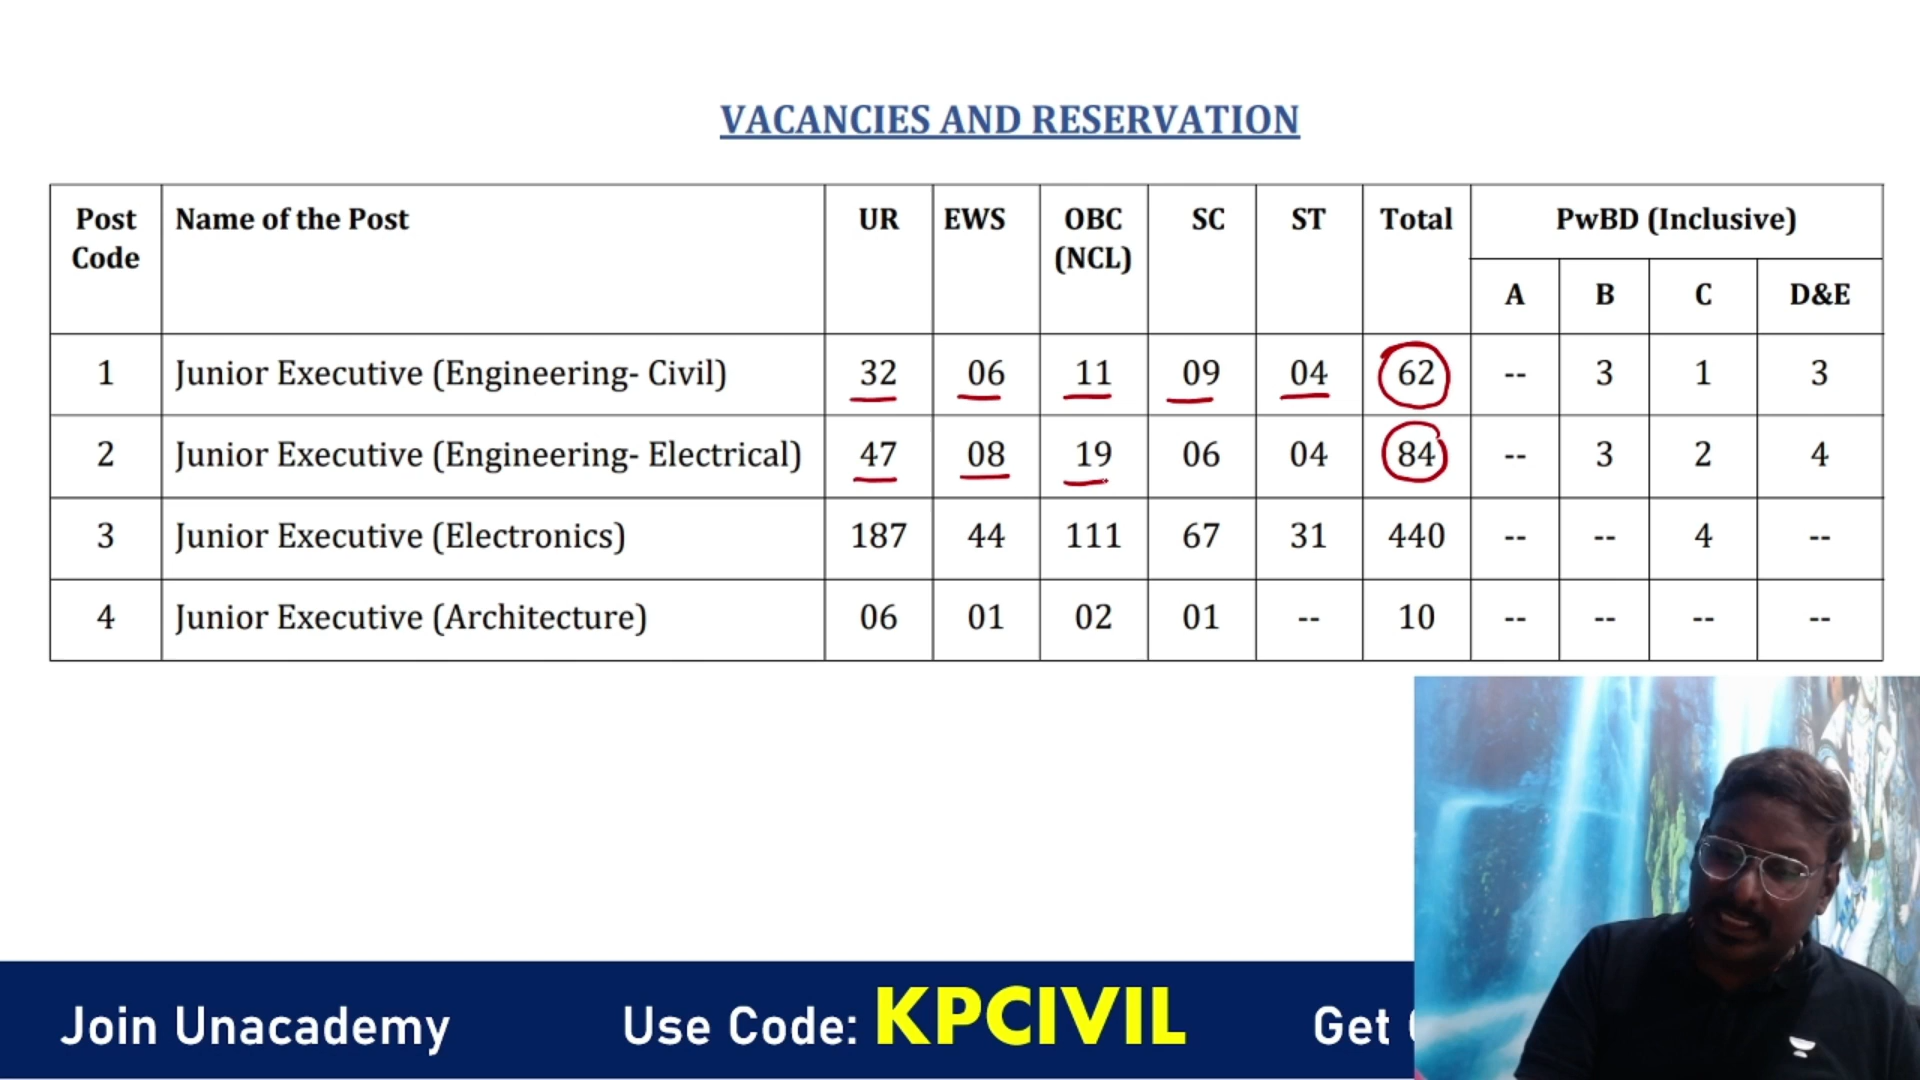 VACANCIES AND RESERVATION
Post Code Name of the Post UR EWS OBC (NCL) SC ST Total PwBD (Inclusive)
A B C D&E
1 Junior Executive (Engineering- Civil) 32 06 11 09 04 62 -- 3 1 3
2 Junior Executive (Engineering- Electrical) 47 08 19 06 04 84 -- 3 2 4
3 Junior Executive (Electronics) 187 44 111 67 31 440 -- -- 4 --
4 Junior Executive (Architecture) 06 01 02 01 -- 10 -- -- -- --
Join Unacademy Use Code: KPCIVIL Get